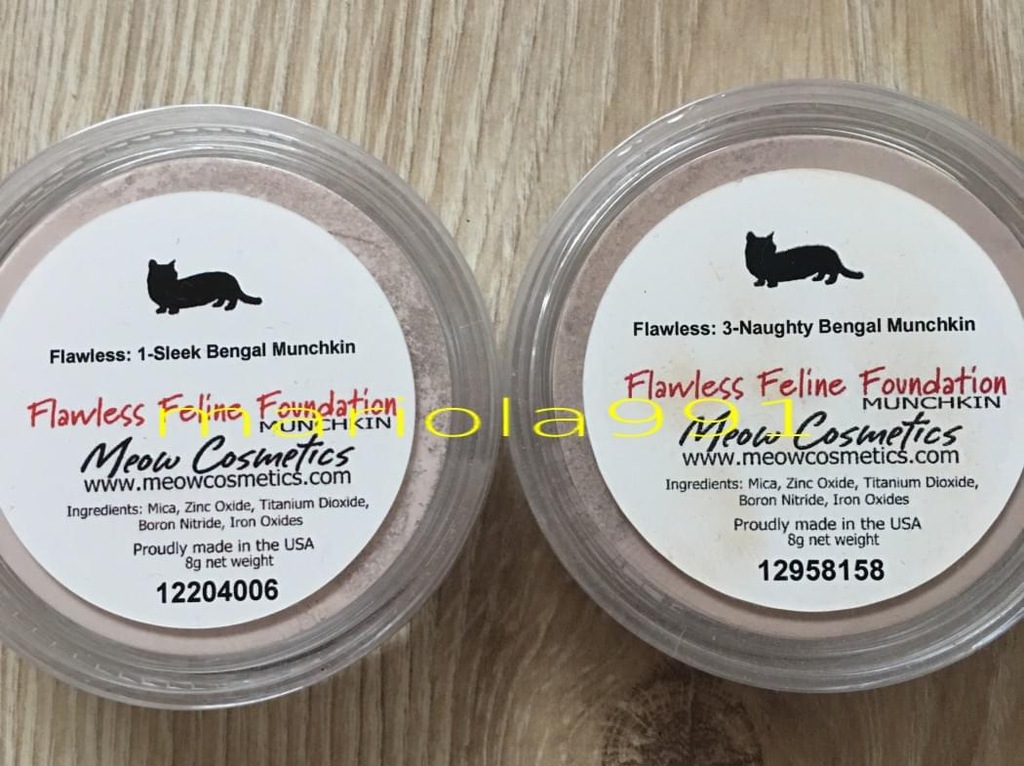 Flawless: 1-Sleek Bengal Munchkin
Flawless Feline Foundation
MUNCHKIN
Meow Cosmetics
www.meowcosmetics.com
Ingredients: Mica, Zinc Oxide, Titanium Dioxide,
Boron Nitride, Iron Oxides
Proudly made in the USA
8g net weight
12204006
Flawless: 3-Naughty Bengal Munchkin
Flawless Feline Foundation
MUNCHKIN
Meow Cosmetics
www.meowcosmetics.com
Ingredients: Mica, Zinc Oxide, Titanium Dioxide,
Boron Nitride, Iron Oxides
Proudly made in the USA
8g net weight
12958158
mariola991